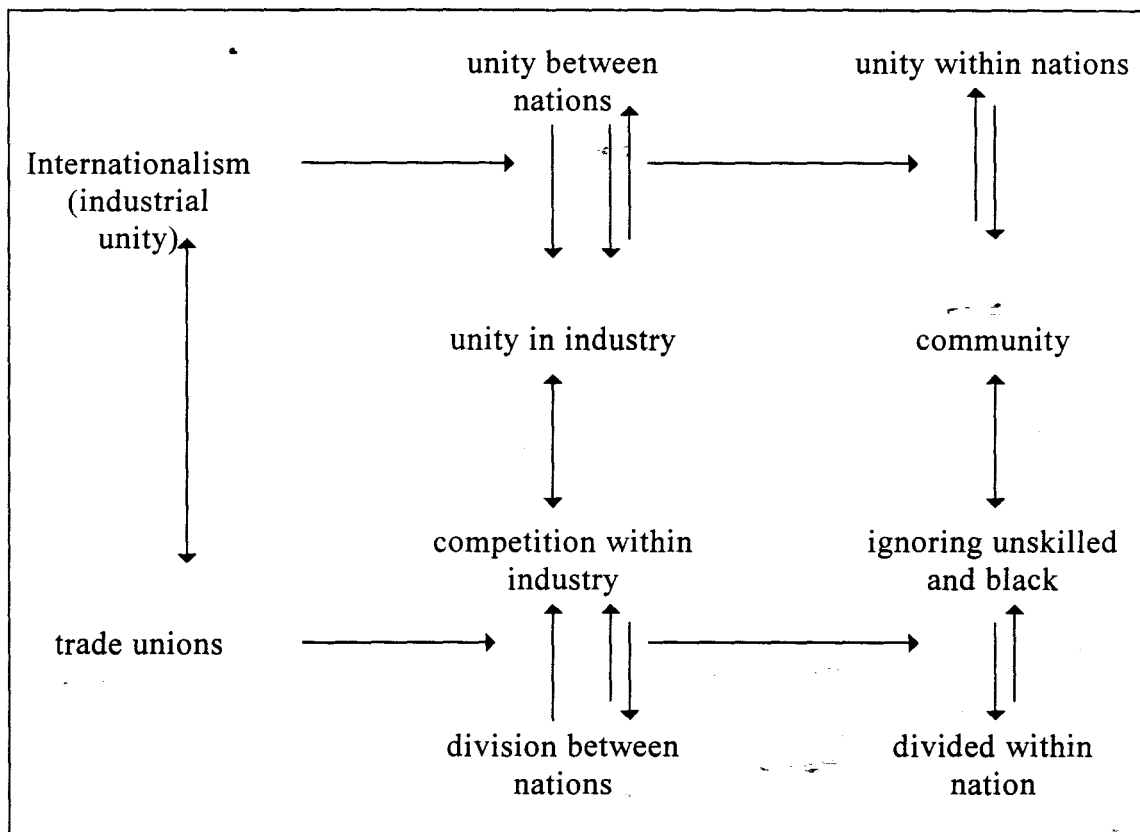 unity between
nations
unity within nations
Internationalism
(industrial
unity)
unity in industry
community
competition within
industry
ignoring unskilled
and black
trade unions
division between
nations
divided within
nation